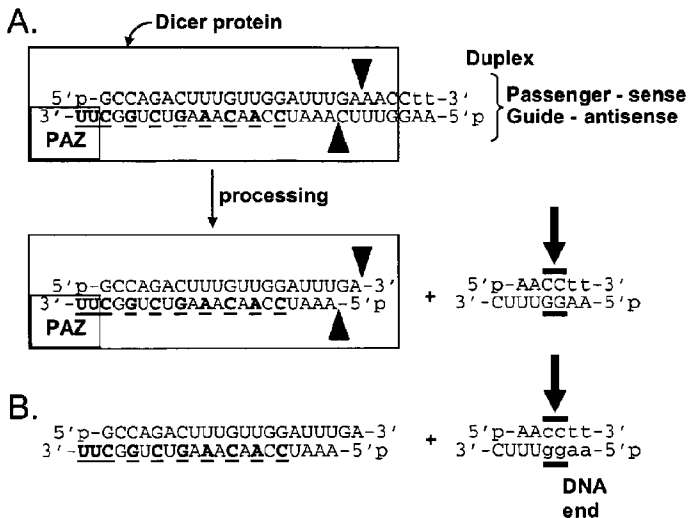 A.
Dicer protein
Duplex
5'p-GCCAGACUUUGUUGGAUUUGAAACCtt-3'
3'-UUCGGUCUGAAACAACCUAAACUUUGGAA-5'p
Passenger - sense
Guide - antisense
PAZ
processing
5'p-GCCAGACUUUGUUGGAUUUGA-3'
3'-UUCGGUCUGAAACAACCUAAA-5'p
PAZ
+
5'p-AACCtt-3'
3'-CUUUGGAA-5'p
B.
5'p-GCCAGACUUUGUUGGAUUUGA-3'
3'-UUCGGUCUGAAACAACCUAAA-5'p
+
5'p-AAcctt-3'
3'-CUUUggaa-5'p
DNA
end